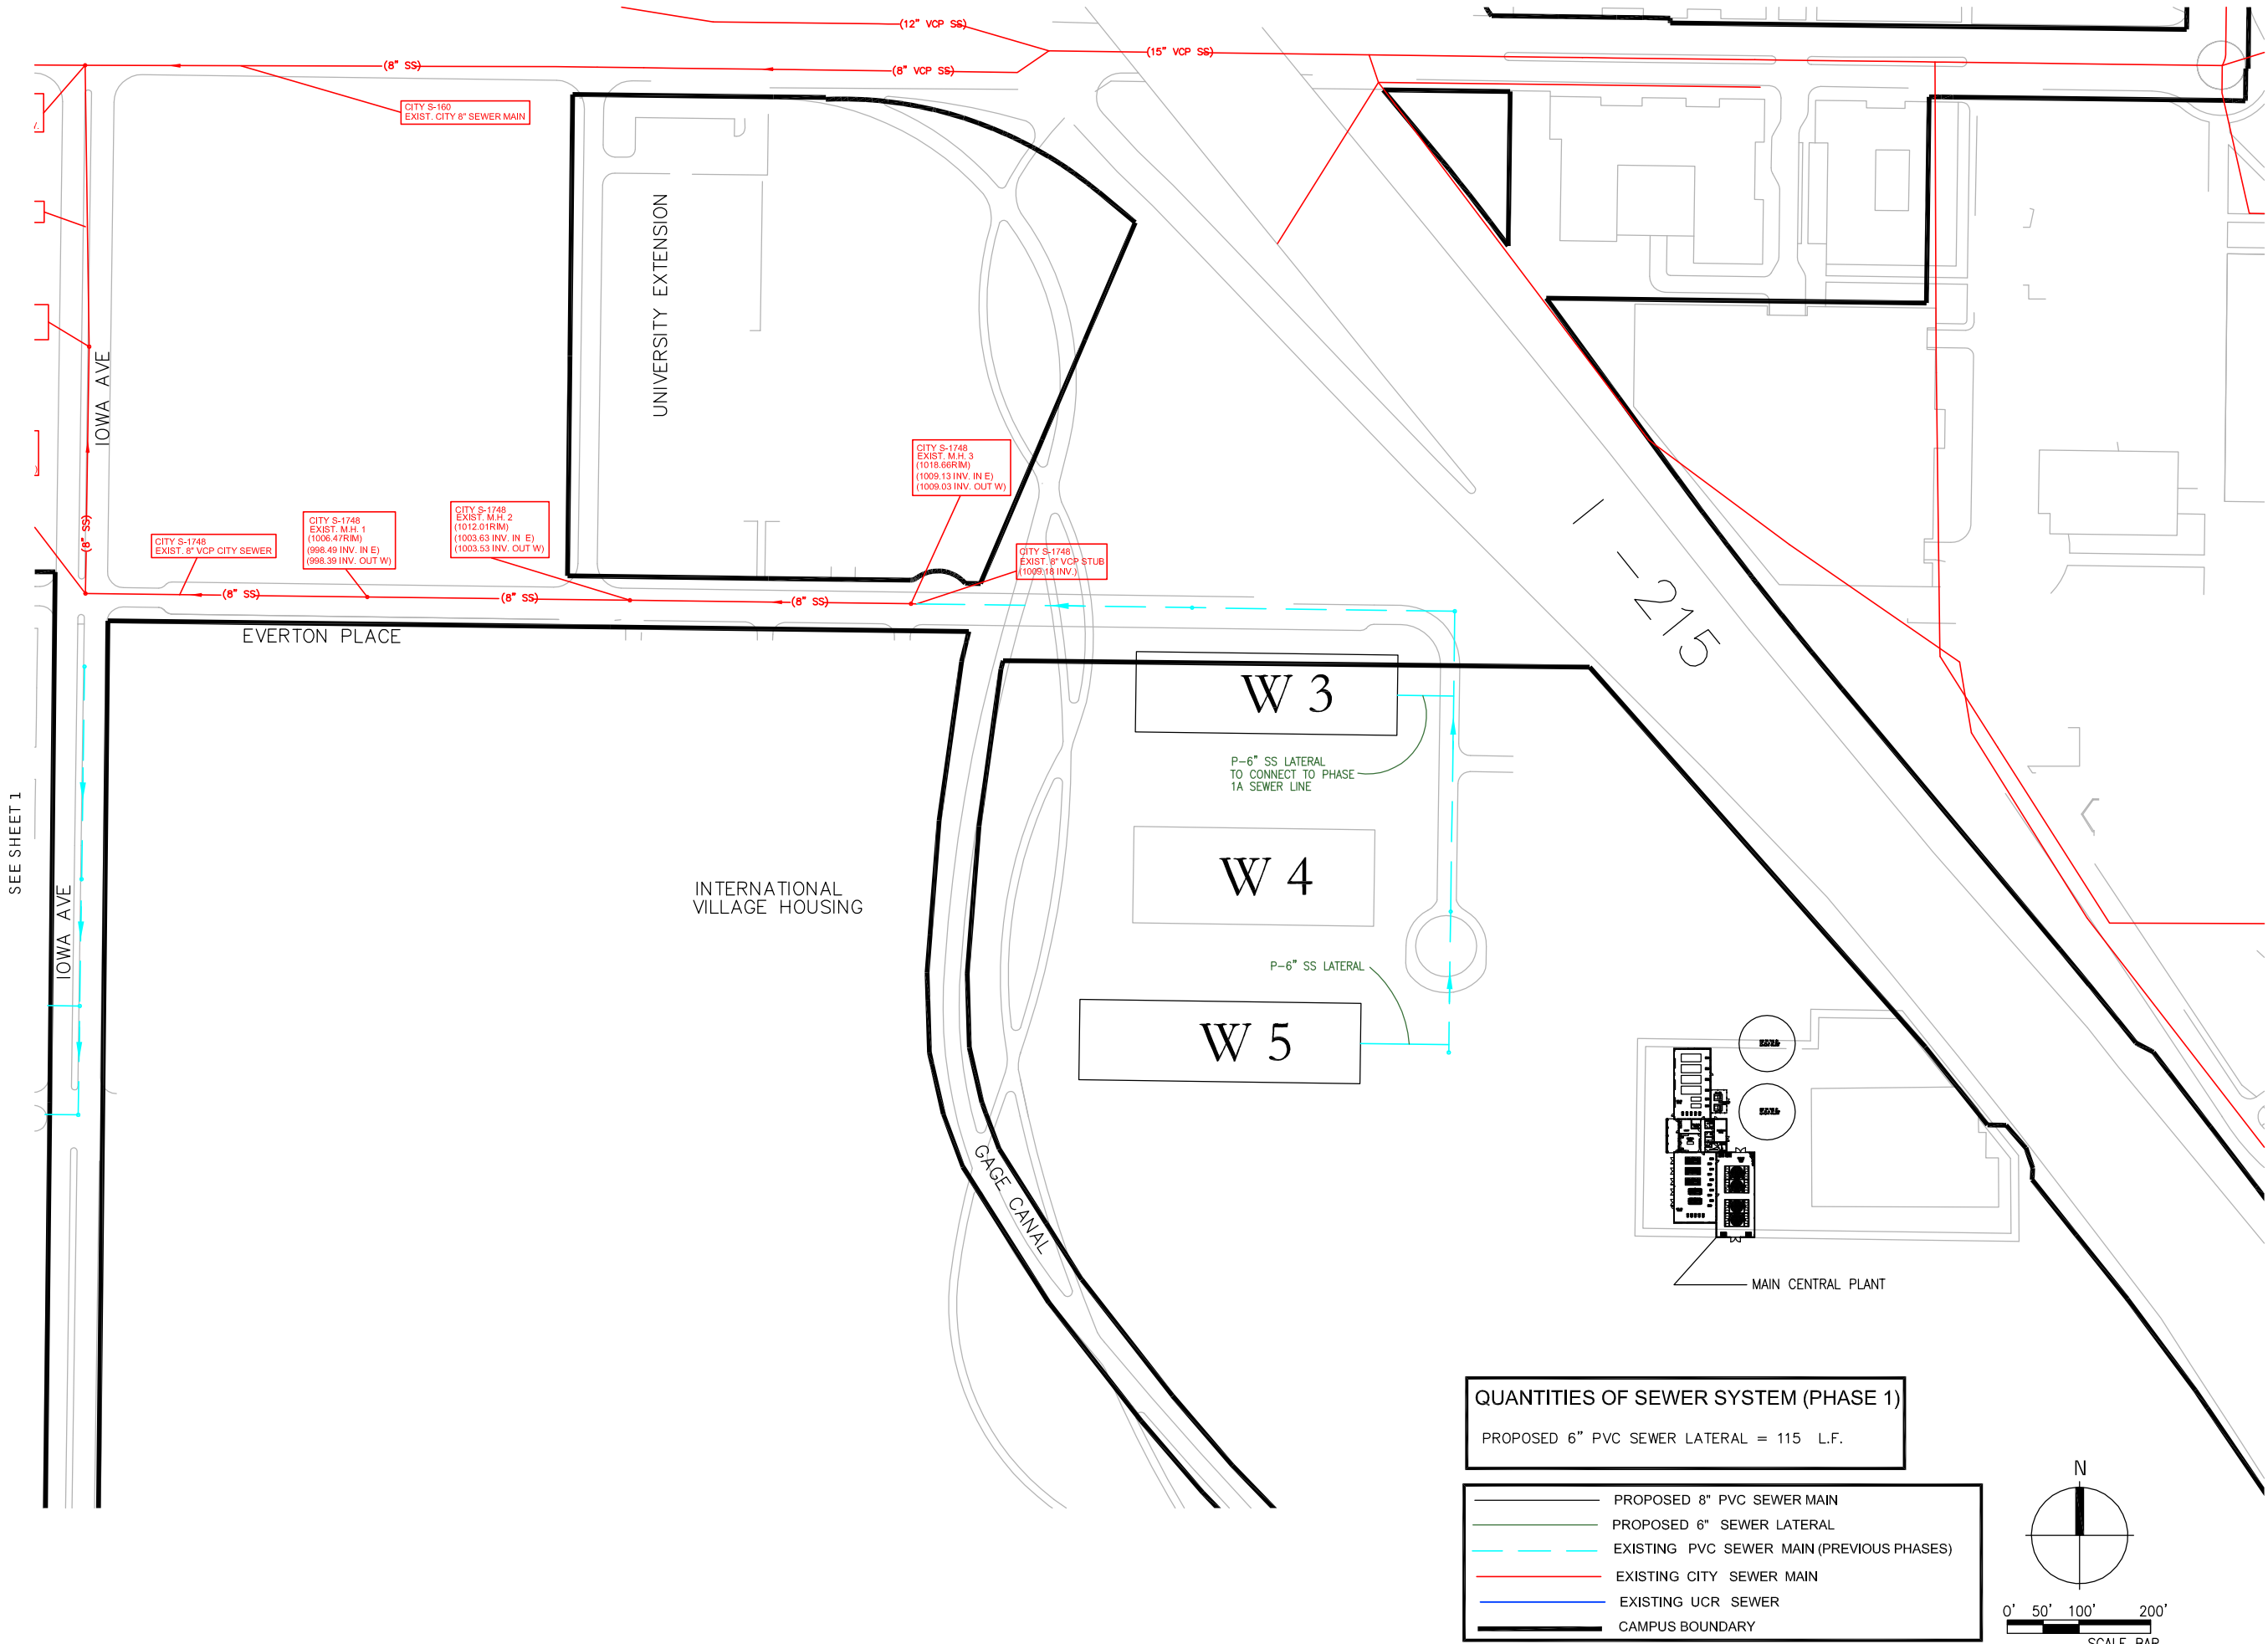 (12" VCP SS)
(15" VCP SS)
(8" SS)
(8" VCP SS)
CITY S-160
EXIST. CITY 8" SEWER MAIN
UNIVERSITY EXTENSION
IOWA AVE
(8" SS)
CITY S-1748
EXIST. 8" VCP CITY SEWER
CITY S-1748
EXIST. M.H. 1
(1006.47RIM)
(998.49 INV. IN E)
(998.39 INV. OUT W)
CITY S-1748
EXIST. M.H. 2
(1012.01RIM)
(1003.63 INV. IN E)
(1003.53 INV. OUT W)
CITY S-1748
EXIST. M.H. 3
(1018.66RIM)
(1009.13 INV. IN E)
(1009.03 INV. OUT W)
CITY S-1748
EXIST. 8" VCP STUB
(1009.18 INV.)
(8" SS)
(8" SS)
(8" SS)
EVERTON PLACE
I-215
W 3
P-6" SS LATERAL
TO CONNECT TO PHASE
1A SEWER LINE
SEE SHEET 1
IOWA AVE
INTERNATIONAL
VILLAGE HOUSING
W 4
P-6" SS LATERAL
W 5
GAGE CANAL
MAIN CENTRAL PLANT
QUANTITIES OF SEWER SYSTEM (PHASE 1)
PROPOSED 6" PVC SEWER LATERAL = 115 L.F.
PROPOSED 8" PVC SEWER MAIN
PROPOSED 6" SEWER LATERAL
EXISTING PVC SEWER MAIN (PREVIOUS PHASES)
EXISTING CITY SEWER MAIN
EXISTING UCR SEWER
CAMPUS BOUNDARY
N
0' 50' 100' 200'
SCALE BAR